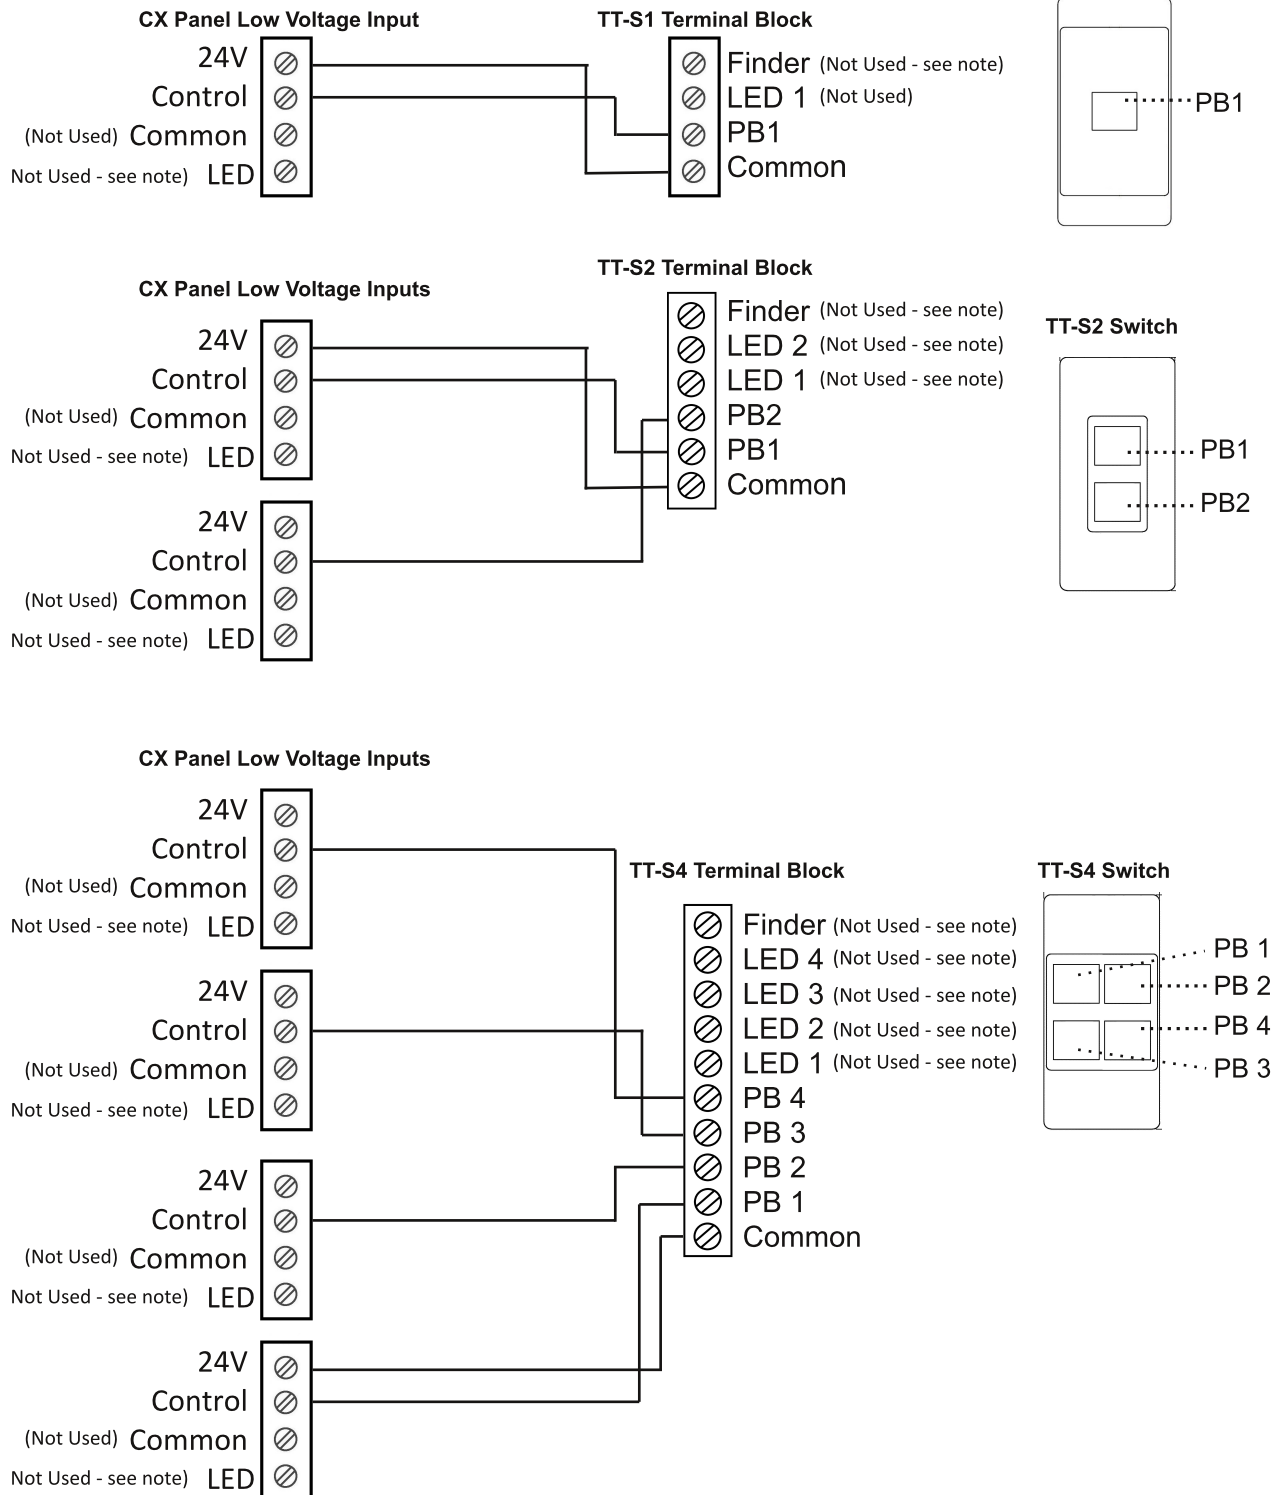 CX Panel Low Voltage Input
TT-S1 Terminal Block
24V
Control
(Not Used) Common
Not Used - see note) LED
Finder (Not Used - see note)
LED 1 (Not Used)
PB1
Common
PB1
CX Panel Low Voltage Inputs
TT-S2 Terminal Block
24V
Control
(Not Used) Common
Not Used - see note) LED
24V
Control
(Not Used) Common
Not Used - see note) LED
Finder (Not Used - see note)
LED 2 (Not Used - see note)
LED 1 (Not Used - see note)
PB2
PB1
Common
TT-S2 Switch
PB1
PB2
CX Panel Low Voltage Inputs
24V
Control
(Not Used) Common
Not Used - see note) LED
24V
Control
(Not Used) Common
Not Used - see note) LED
24V
Control
(Not Used) Common
Not Used - see note) LED
24V
Control
(Not Used) Common
Not Used - see note) LED
TT-S4 Terminal Block
Finder (Not Used - see note)
LED 4 (Not Used - see note)
LED 3 (Not Used - see note)
LED 2 (Not Used - see note)
LED 1 (Not Used - see note)
PB 4
PB 3
PB 2
PB 1
Common
TT-S4 Switch
PB 1
PB 2
PB 4
PB 3